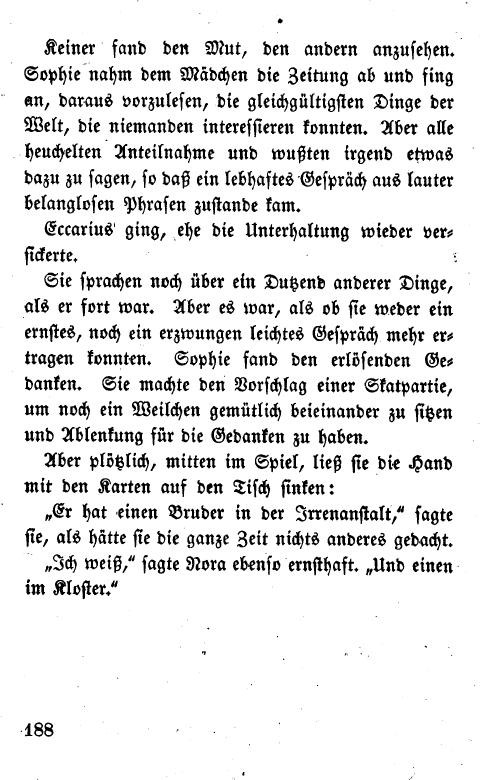 Keiner fand den Mut, den andern anzusehen.
Sophie nahm dem Mädchen die Zeitung ab und fing
an, daraus vorzulesen, die gleichgültigsten Dinge der
Welt, die niemanden interessieren konnten. Aber alle
heuchelten Anteilnahme und wußten irgend etwas
dazu zu sagen, so daß ein lebhaftes Gespräch aus lauter
belanglosen Phrasen zustande kam.
Eccarius ging, ehe die Unterhaltung wieder ver-
sickerte.
Sie sprachen noch über ein Dutzend anderer Dinge,
als er fort war. Aber es war, als ob sie weder ein
ernstes, noch ein erzwungen leichtes Gespräch mehr er-
tragen konnten. Sophie fand den erlösenden Ge-
danken. Sie machte den Vorschlag einer Skatpartie,
um noch ein Weilchen gemütlich beieinander zu sitzen
und Ablenkung für die Gedanken zu haben.
Aber plötzlich, mitten im Spiel, ließ sie die Hand
mit den Karten auf den Tisch sinken:
„Er hat einen Bruder in der Irrenanstalt,“ sagte
sie, als hätte sie die ganze Zeit nichts anderes gedacht.
„Ich weiß,“ sagte Nora ebenso ernsthaft. „Und einen
im Kloster.“
188